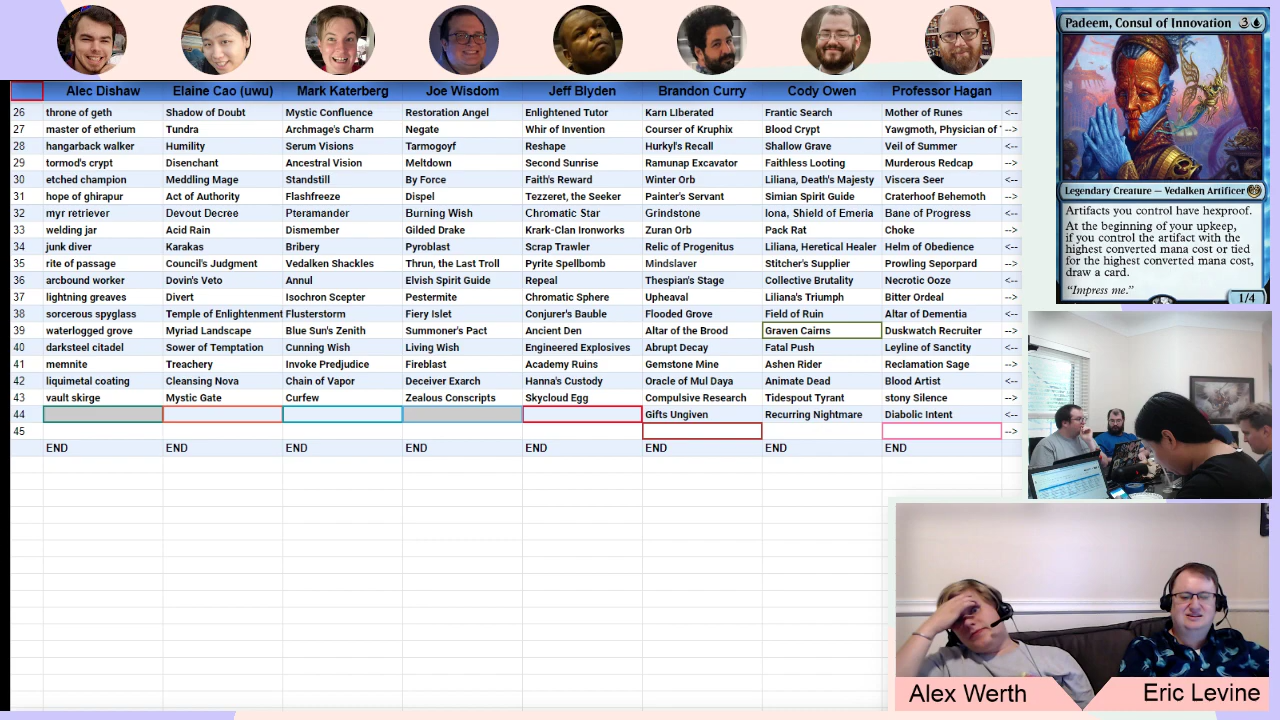 Alec Dishaw Elaine Cao (uwu) Mark Katerberg Joe Wisdom Jeff Blyden Brandon Curry Cody Owen Professor Hagan
26 throne of geth Shadow of Doubt Mystic Confluence Restoration Angel Enlightened Tutor Karn LIberated Frantic Search Mother of Runes <--
27 master of etherium Tundra Archmage's Charm Negate Whir of Invention Courser of Kruphix Blood Crypt Yawgmoth, Physician of -->
28 hangarback walker Humility Serum Visions Tarmogoyf Reshape Hurkyl's Recall Shallow Grave Veil of Summer <--
29 tormod's crypt Disenchant Ancestral Vision Meltdown Second Sunrise Ramunap Excavator Faithless Looting Murderous Redcap -->
30 etched champion Meddling Mage Standstill By Force Faith's Reward Winter Orb Liliana, Death's Majesty Viscera Seer <--
31 hope of ghirapur Act of Authority Flashfreeze Dispel Tezzeret, the Seeker Painter's Servant Simian Spirit Guide Craterhoof Behemoth -->
32 myr retriever Devout Decree Pteramander Burning Wish Chromatic Star Grindstone Iona, Shield of Emeria Bane of Progress <--
33 welding jar Acid Rain Dismember Gilded Drake Krark-Clan Ironworks Zuran Orb Pack Rat Choke -->
34 junk diver Karakas Bribery Pyroblast Scrap Trawler Relic of Progenitus Liliana, Heretical Healer Helm of Obedience <--
35 rite of passage Council's Judgment Vedalken Shackles Thrun, the Last Troll Pyrite Spellbomb Mindslaver Stitcher's Supplier Prowling Seporpard -->
36 arcbound worker Dovin's Veto Annul Elvish Spirit Guide Repeal Thespian's Stage Collective Brutality Necrotic Ooze <--
37 lightning greaves Divert Isochron Scepter Pestermite Chromatic Sphere Upheaval Liliana's Triumph Bitter Ordeal -->
38 sorcerous spyglass Temple of Enlightenment Flusterstorm Fiery Islet Conjurer's Bauble Flooded Grove Field of Ruin Altar of Dementia <--
39 waterlogged grove Myriad Landscape Blue Sun's Zenith Summoner's Pact Ancient Den Altar of the Brood Graven Cairns Duskwatch Recruiter -->
40 darksteel citadel Sower of Temptation Cunning Wish Living Wish Engineered Explosives Abrupt Decay Fatal Push Leyline of Sanctity <--
41 memnite Treachery Invoke Predjudice Fireblast Academy Ruins Gemstone Mine Ashen Rider Reclamation Sage -->
42 liquimetal coating Cleansing Nova Chain of Vapor Deceiver Exarch Hanna's Custody Oracle of Mul Daya Animate Dead Blood Artist <--
43 vault skirge Mystic Gate Curfew Zealous Conscripts Skycloud Egg Compulsive Research Tidespout Tyrant stony Silence -->
44 Gifts Ungiven Recurring Nightmare Diabolic Intent <--
45 -->
END END END END END END END END
Padeem, Consul of Innovation 3
Legendary Creature — Vedalken Artificer
Artifacts you control have hexproof.
At the beginning of your upkeep,
if you control the artifact with the
highest converted mana cost or tied
for the highest converted mana cost,
draw a card.
“Impress me.”
1/4
Alex Werth
Eric Levine